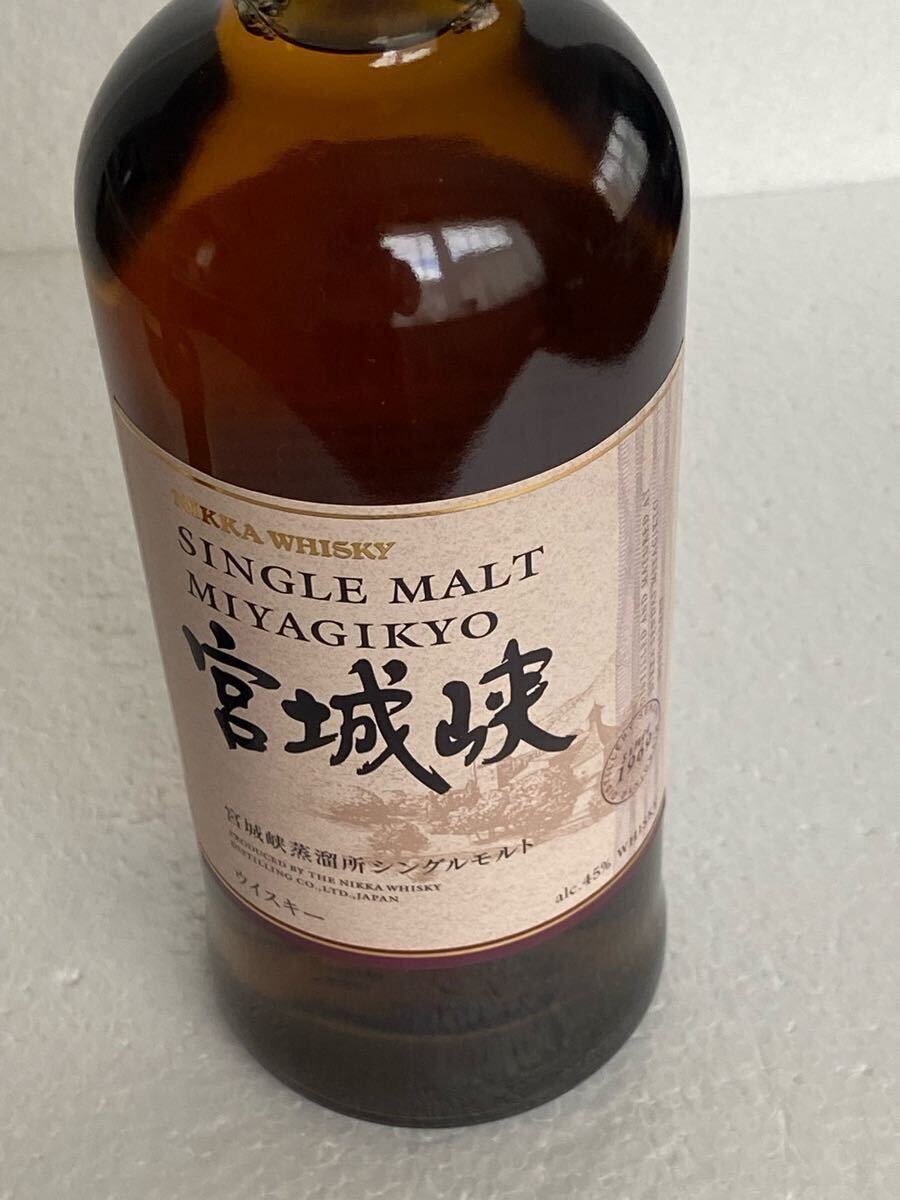 NIKKA WHISKY
SINGLE MALT
MIYAGIKYO
宮城峡
宮城峡蒸溜所シングルモルト
PRODUCED BY THE NIKKA WHISKY
DISTILLING CO.,LTD.,JAPAN
ウイスキー
alc.45% WHISKY